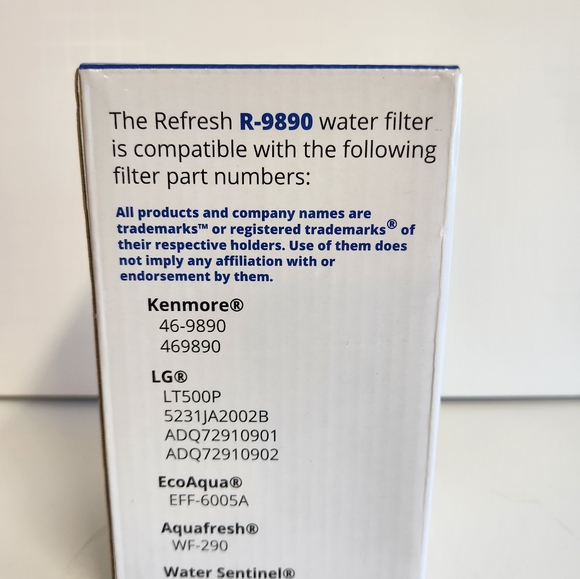 The Refresh R-9890 water filter
is compatible with the following
filter part numbers:
All products and company names are
trademarks™ or registered trademarks® of
their respective holders. Use of them does
not imply any affiliation with or
endorsement by them.
Kenmore®
46-9890
469890
LG®
LT500P
5231JA2002B
ADQ72910901
ADQ72910902
EcoAqua®
EFF-6005A
Aquafresh®
WF-290
Water Sentinel®